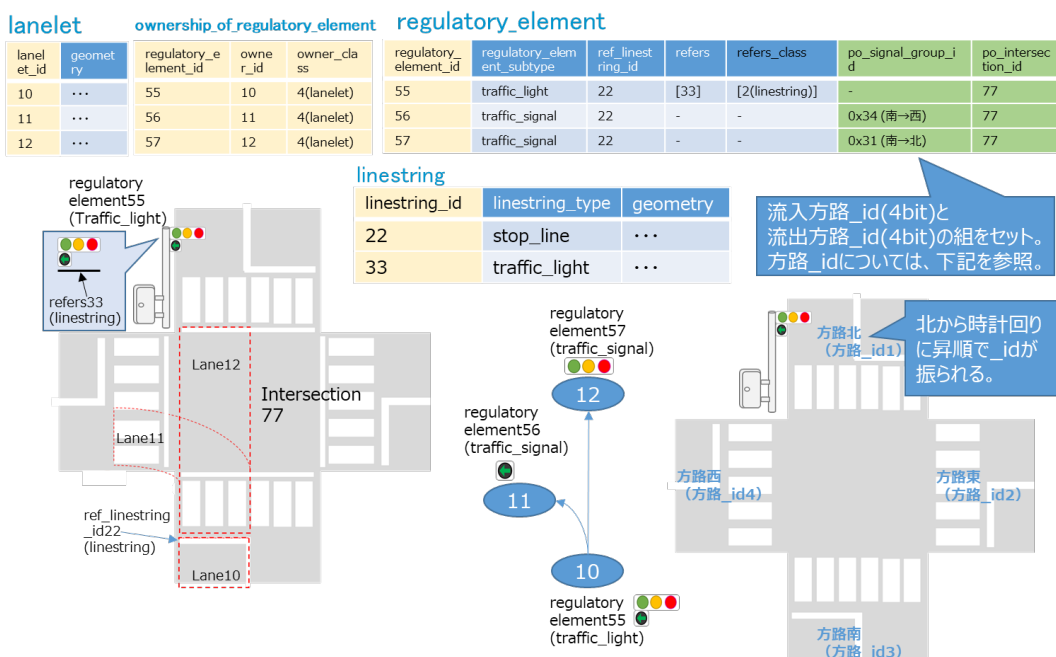 lanelet
lanel
et_id
geomet
ry
10
・・・
11
・・・
12
・・・
ownership_of_regulatory_element
regulatory_e
lement_id
owne
r_id
owner_cla
ss
55
10
4(lanelet)
56
11
4(lanelet)
57
12
4(lanelet)
regulatory_element
regulatory_
element_id
regulatory_elem
ent_subtype
ref_linest
ring_id
refers
refers_class
po_signal_group_i
d
po_intersec
tion_id
55
traffic_light
22
[33]
[2(linestring)]
-
77
56
traffic_signal
22
-
-
0x34 (南→西)
77
57
traffic_signal
22
-
-
0x31 (南→北)
77
linestring
linestring_id
linestring_type
geometry
22
stop_line
・・・
33
traffic_light
・・・
流入方路_id(4bit)と
流出方路_id(4bit)の組をセット。
方路_idについては、下記を参照。
regulatory
element55
(Traffic_light)
refers33
(linestring)
Lane12
Intersection
77
Lane11
ref_linestring
_id22
(linestring)
Lane10
regulatory
element57
(traffic_signal)
12
regulatory
element56
(traffic_signal)
11
10
regulatory
element55
(traffic_light)
方路北
（方路_id1）
北から時計回り
に昇順で_idが
振られる。
方路西
（方路_id4）
方路東
（方路_id2）
方路南
（方路_id3）